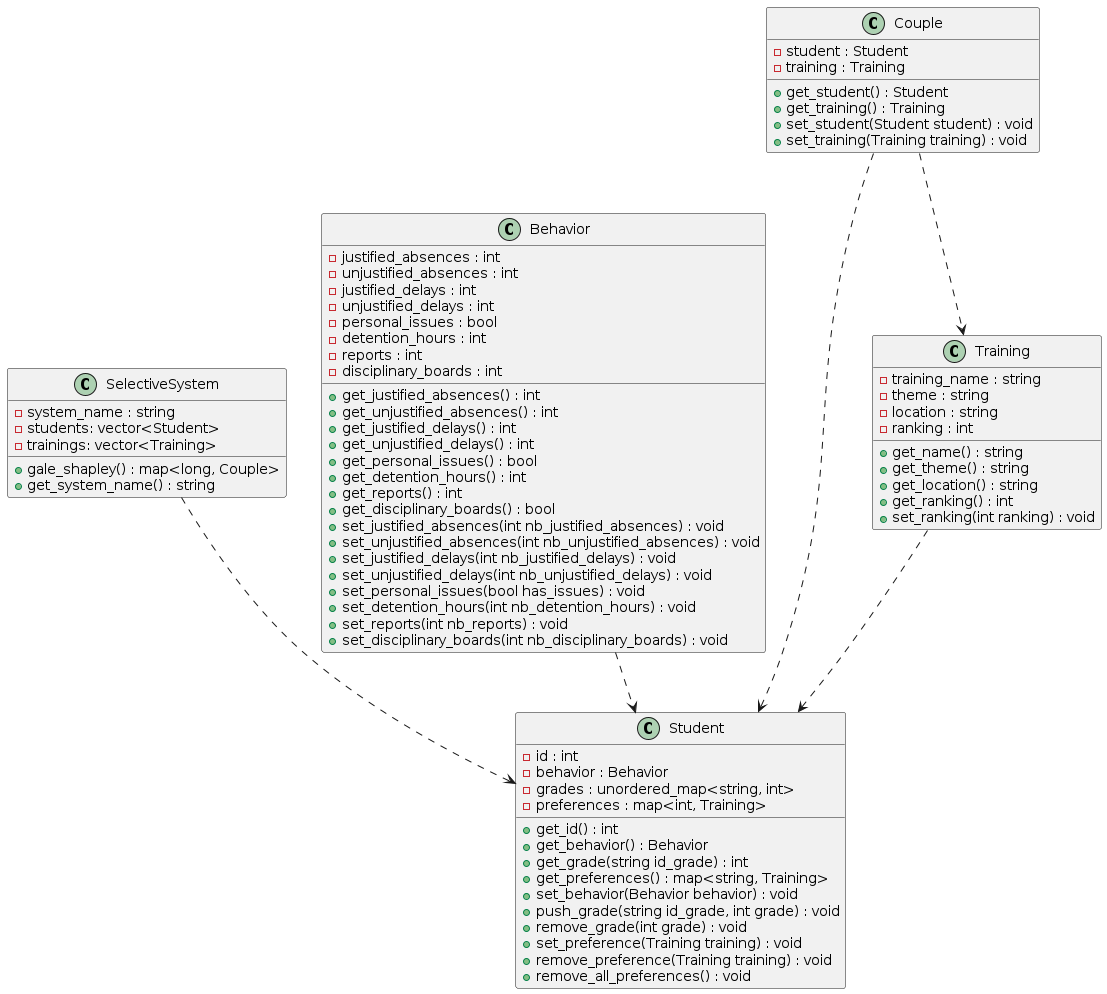 C Couple
student : Student
training : Training
get_student() : Student
get_training() : Training
set_student(Student student) : void
set_training(Training training) : void
C Behavior
justified_absences : int
unjustified_absences : int
justified_delays : int
unjustified_delays : int
personal_issues : bool
detention_hours : int
reports : int
disciplinary_boards : int
get_justified_absences() : int
get_unjustified_absences() : int
get_justified_delays() : int
get_unjustified_delays() : int
get_personal_issues() : bool
get_detention_hours() : int
get_reports() : int
get_disciplinary_boards() : bool
set_justified_absences(int nb_justified_absences) : void
set_unjustified_absences(int nb_unjustified_absences) : void
set_justified_delays(int nb_justified_delays) : void
set_unjustified_delays(int nb_unjustified_delays) : void
set_personal_issues(bool has_issues) : void
set_detention_hours(int nb_detention_hours) : void
set_reports(int nb_reports) : void
set_disciplinary_boards(int nb_disciplinary_boards) : void
C Training
training_name : string
theme : string
location : string
ranking : int
get_name() : string
get_theme() : string
get_location() : string
get_ranking() : int
set_ranking(int ranking) : void
C SelectiveSystem
system_name : string
students: vector<Student>
trainings: vector<Training>
gale_shapley() : map<long, Couple>
get_system_name() : string
C Student
id : int
behavior : Behavior
grades : unordered_map<string, int>
preferences : map<int, Training>
get_id() : int
get_behavior() : Behavior
get_grade(string id_grade) : int
get_preferences() : map<string, Training>
set_behavior(Behavior behavior) : void
push_grade(string id_grade, int grade) : void
remove_grade(int grade) : void
set_preference(Training training) : void
remove_preference(Training training) : void
remove_all_preferences() : void